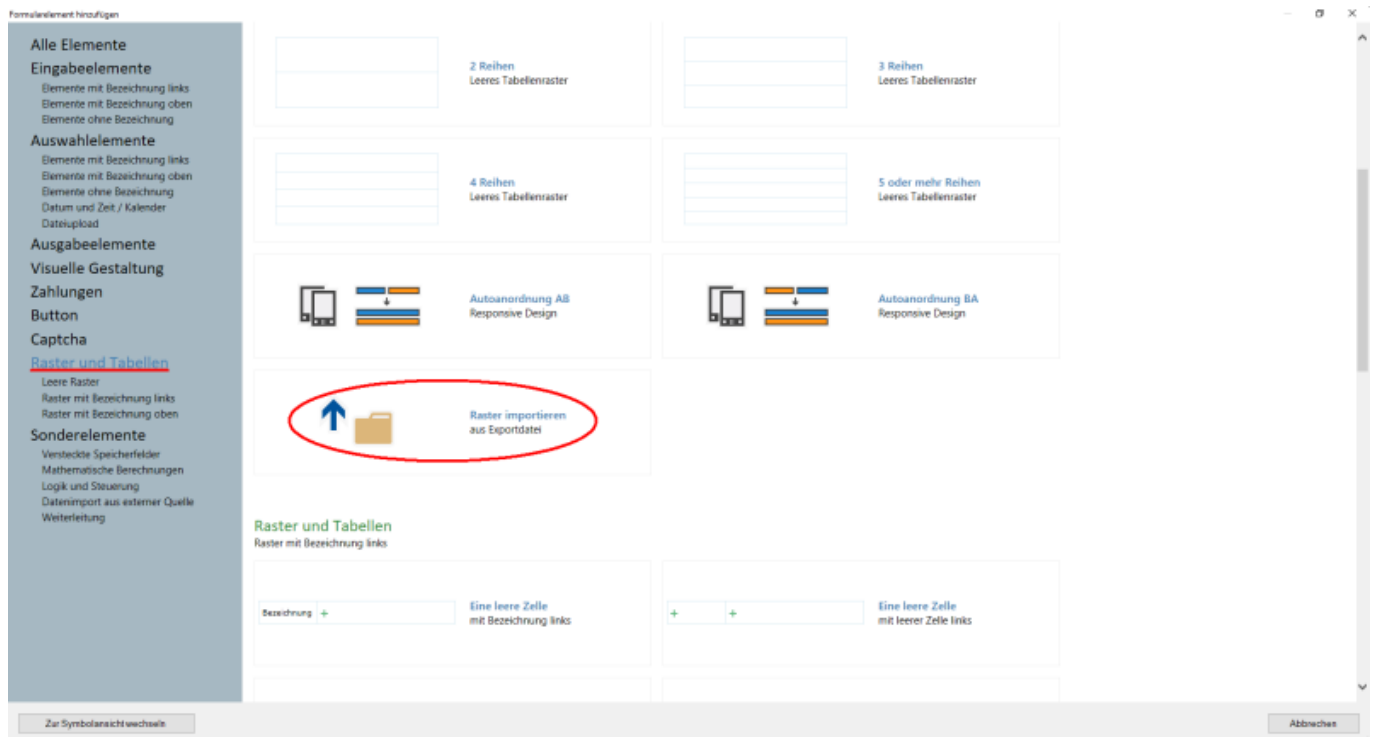 Formularelement hinzufügen
Alle Elemente
Eingabeelemente
Elemente mit Bezeichnung links
Elemente mit Bezeichnung oben
Elemente ohne Bezeichnung
Auswahlelemente
Elemente mit Bezeichnung links
Elemente mit Bezeichnung oben
Elemente ohne Bezeichnung
Datum und Zeit / Kalender
Dateiupload
Ausgabeelemente
Visuelle Gestaltung
Zahlungen
Button
Captcha
Raster und Tabellen
Leere Raster
Raster mit Bezeichnung links
Raster mit Bezeichnung oben
Sonderelemente
Versteckte Speicherfelder
Mathematische Berechnungen
Logik und Steuerung
Datenimport aus externer Quelle
Weiterleitung
2 Reihen
Leeres Tabellenraster
3 Reihen
Leeres Tabellenraster
4 Reihen
Leeres Tabellenraster
5 oder mehr Reihen
Leeres Tabellenraster
Autoanordnung AB
Responsive Design
Autoanordnung BA
Responsive Design
Raster importieren
aus Exportdatei
Raster und Tabellen
Raster mit Bezeichnung links
Bezeichnung +
Eine leere Zelle
mit Bezeichnung links
+ +
Eine leere Zelle
mit leerer Zelle links
Zur Symbolansicht wechseln
Abbrechen